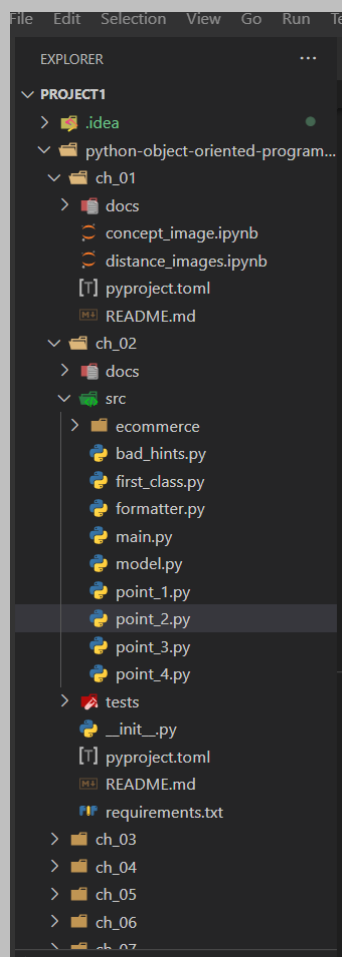 File Edit Selection View Go Run
EXPLORER ...
PROJECT1
.idea
python-object-oriented-program...
ch_01
docs
concept_image.ipynb
distance_images.ipynb
[T] pyproject.toml
M↓ README.md
ch_02
docs
src
ecommerce
bad_hints.py
first_class.py
formatter.py
main.py
model.py
point_1.py
point_2.py
point_3.py
point_4.py
tests
__init__.py
[T] pyproject.toml
M↓ README.md
requirements.txt
ch_03
ch_04
ch_05
ch_06
ch_07